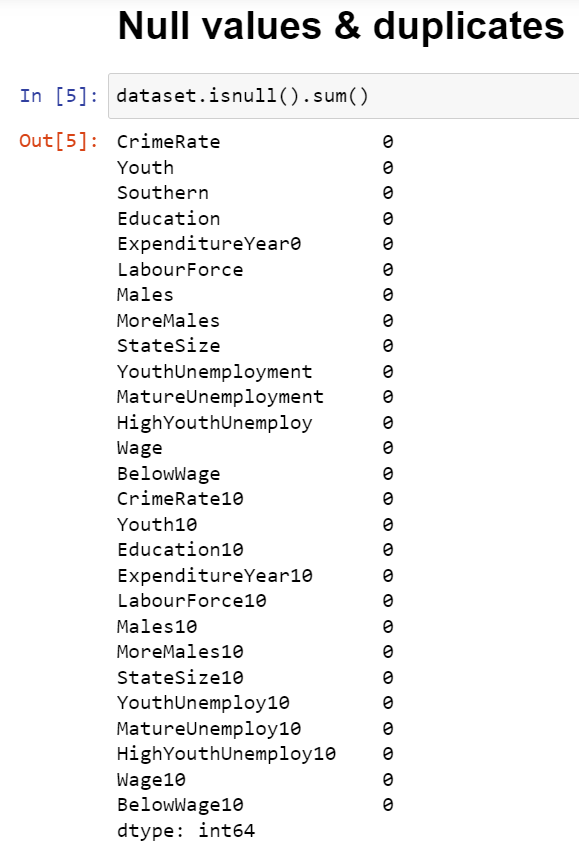 Null values & duplicates
In [5]: dataset.isnull().sum()
Out[5]: CrimeRate 0
Youth 0
Southern 0
Education 0
ExpenditureYear0 0
LabourForce 0
Males 0
MoreMales 0
StateSize 0
YouthUnemployment 0
MatureUnemployment 0
HighYouthUnemploy 0
Wage 0
BelowWage 0
CrimeRate10 0
Youth10 0
Education10 0
ExpenditureYear10 0
LabourForce10 0
Males10 0
MoreMales10 0
StateSize10 0
YouthUnemploy10 0
MatureUnemploy10 0
HighYouthUnemploy10 0
Wage10 0
BelowWage10 0
dtype: int64